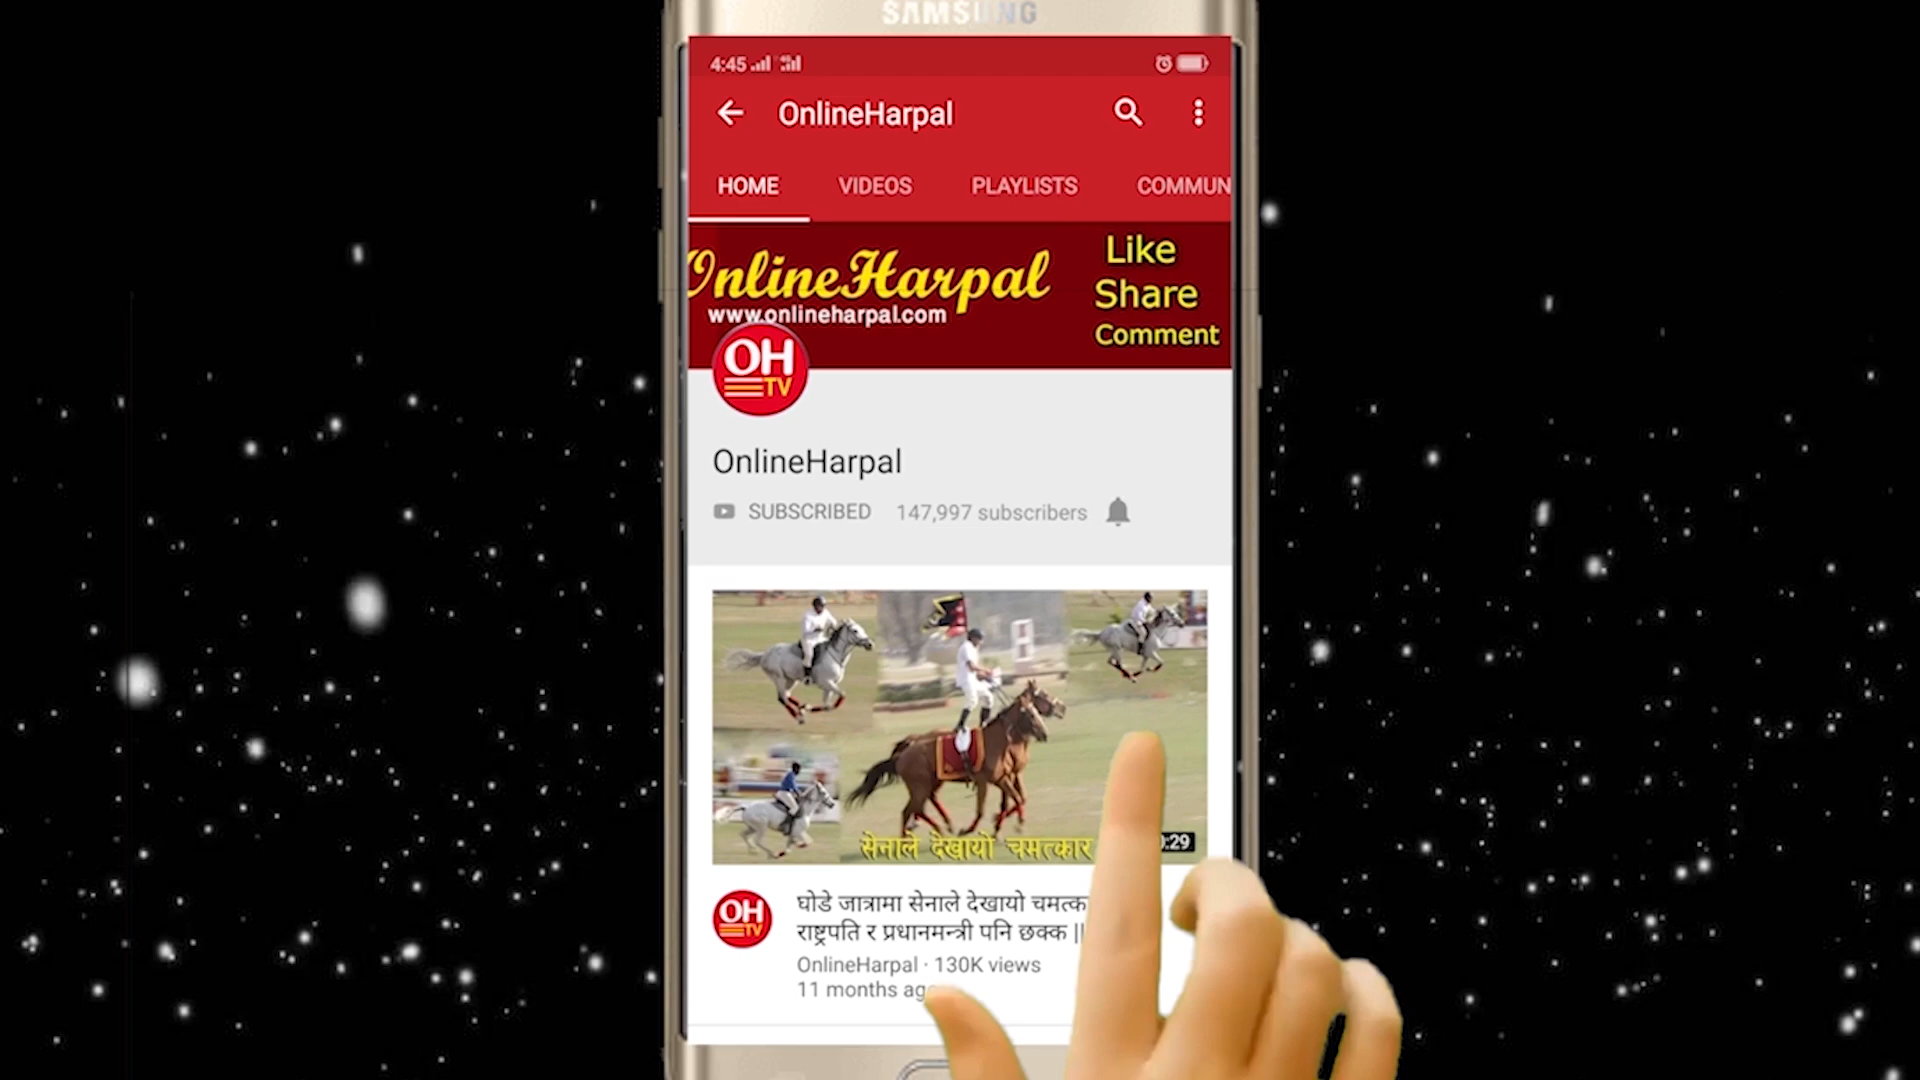 SAMSUNG
4:45
OnlineHarpal
HOME VIDEOS PLAYLISTS COMMUN
OnlineHarpal
www.onlineharpal.com
Like
Share
Comment
OH
TV
OnlineHarpal
SUBSCRIBED 147,997 subscribers
सेनाले देखायो चमत्कार
:29
OH
TV
घोडे जात्रामा सेनाले देखायो चमत्क
राष्ट्रपति र प्रधानमन्त्री पनि छक्क ||
OnlineHarpal · 130K views
11 months ago